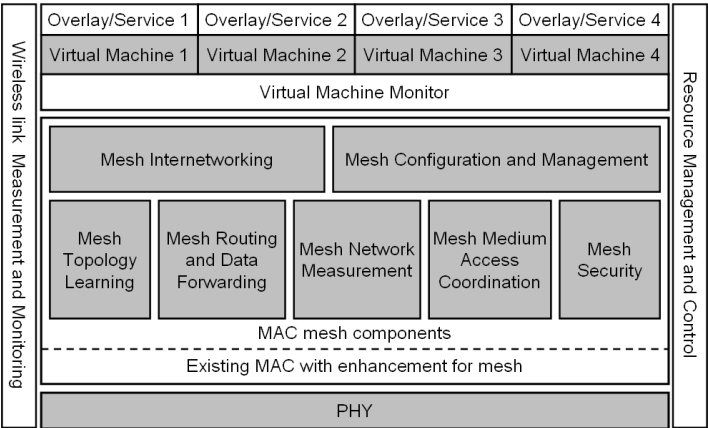 Wireless link Measurement and Monitoring
Overlay/Service 1
Overlay/Service 2
Overlay/Service 3
Overlay/Service 4
Virtual Machine 1
Virtual Machine 2
Virtual Machine 3
Virtual Machine 4
Virtual Machine Monitor
Mesh Internetworking
Mesh Configuration and Management
Mesh
Topology
Learning
Mesh Routing
and Data
Forwarding
Mesh Network
Measurement
Mesh Medium
Access
Coordination
Mesh
Security
MAC mesh components
Existing MAC with enhancement for mesh
PHY
Resource Management and Control